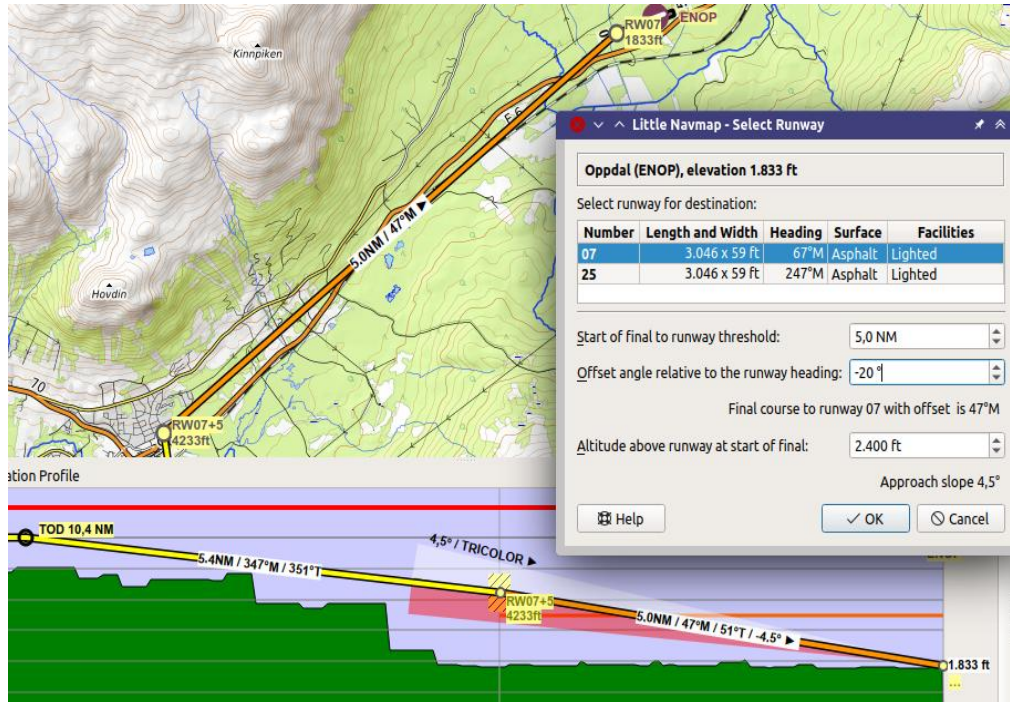 Kinnpiken
RW07
1833ft
ENOP
E 6
5.0NM / 47°M ►
Hovdin
70
RW07+5
4233ft
Little Navmap - Select Runway
Oppdal (ENOP), elevation 1.833 ft
Select runway for destination:
Number Length and Width Heading Surface Facilities
07 3.046 x 59 ft 67°M Asphalt Lighted
25 3.046 x 59 ft 247°M Asphalt Lighted
Start of final to runway threshold: 5,0 NM
Offset angle relative to the runway heading: -20 °
Final course to runway 07 with offset is 47°M
Altitude above runway at start of final: 2.400 ft
Approach slope 4,5°
Help OK Cancel
ation Profile
TOD 10,4 NM
5.4NM / 347°M / 351°T
4,5° / TRICOLOR ►
RW07+5
4233ft
5.0NM / 47°M / 51°T / -4.5° ►
1.833 ft
...